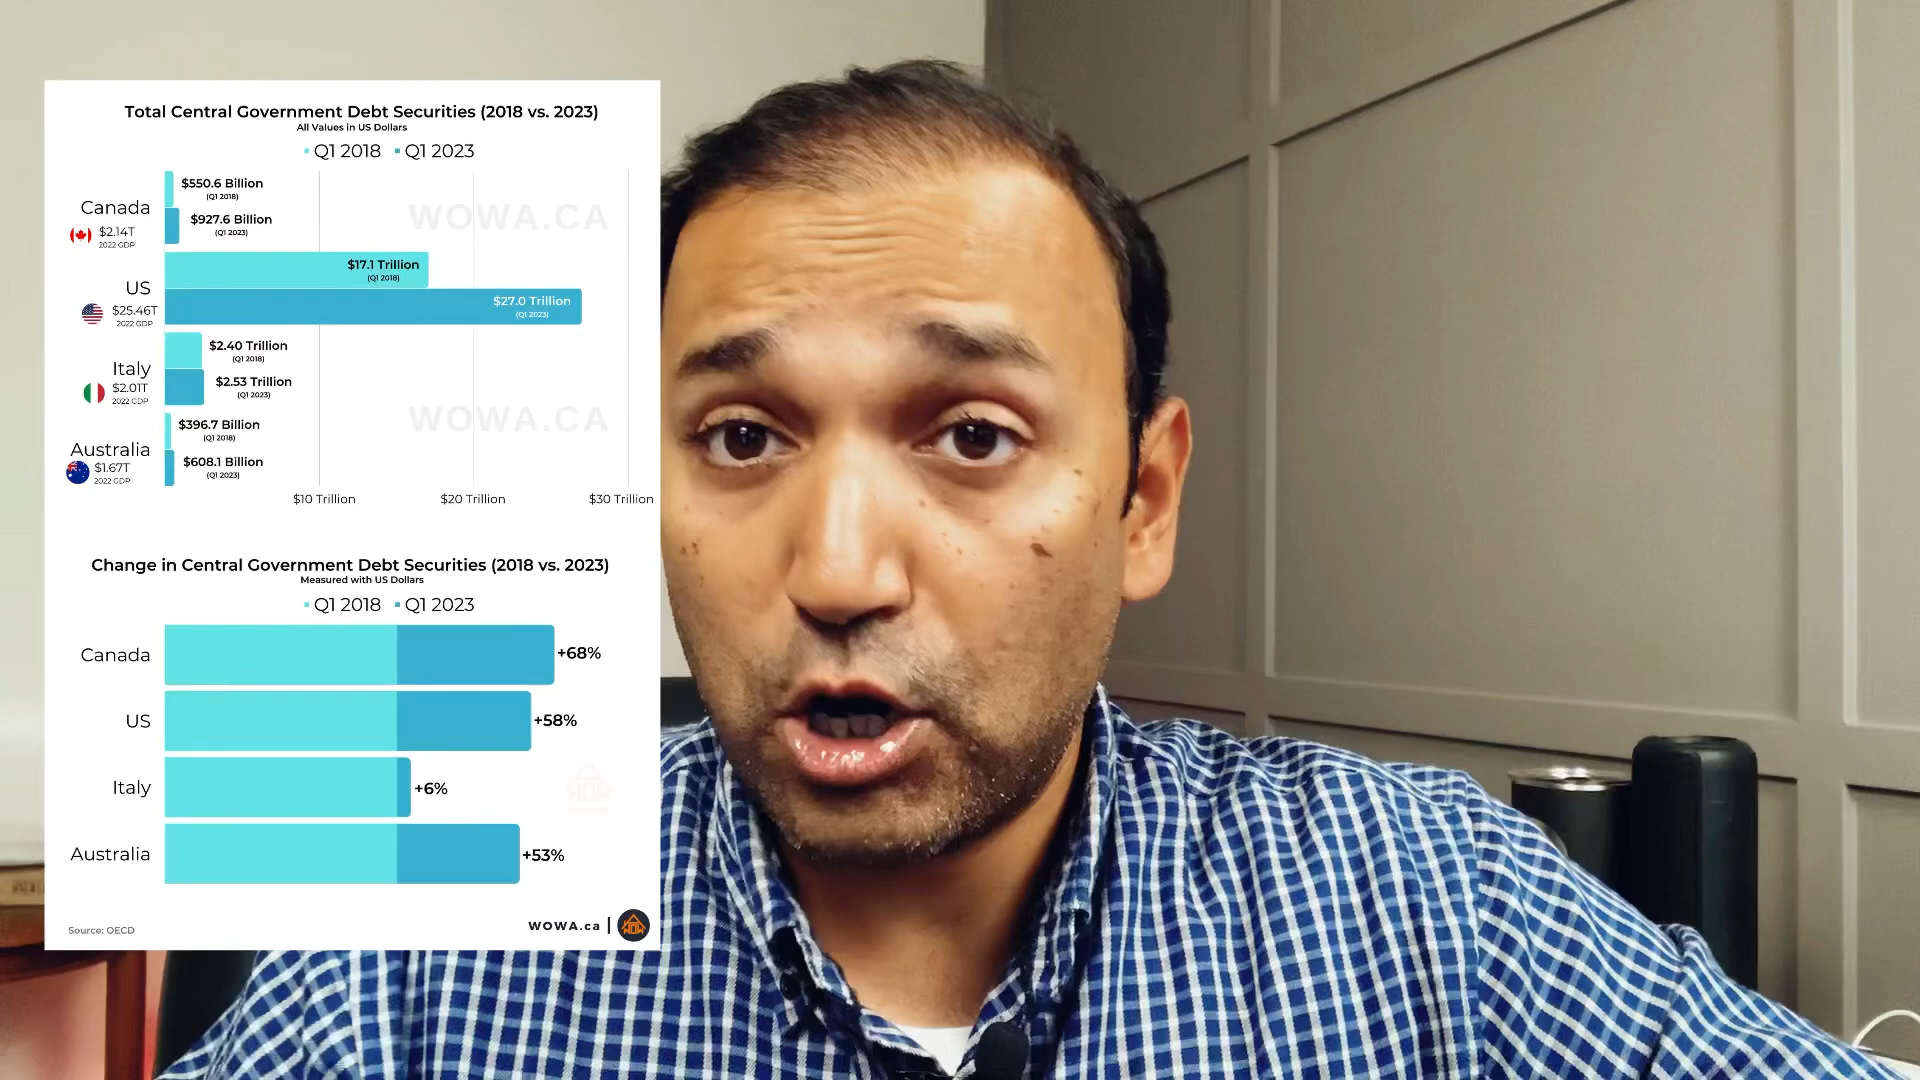 Total Central Government Debt Securities (2018 vs. 2023)
All Values in US Dollars
Q1 2018 Q1 2023
$550.6 Billion
(Q1 2018)
Canada
$927.6 Billion
(Q1 2023)
$2.14T
2022 GDP
WOWA.CA
$17.1 Trillion
(Q1 2018)
US
$27.0 Trillion
(Q1 2023)
$25.46T
2022 GDP
$2.40 Trillion
(Q1 2018)
Italy
$2.53 Trillion
(Q1 2023)
$2.01T
2022 GDP
WOWA.CA
$396.7 Billion
(Q1 2018)
Australia
$608.1 Billion
(Q1 2023)
$1.67T
2022 GDP
$10 Trillion $20 Trillion $30 Trillion
Change in Central Government Debt Securities (2018 vs. 2023)
Measured with US Dollars
Q1 2018 Q1 2023
Canada +68%
US +58%
Italy +6%
Australia +53%
Source: OECD
WOWA.ca |
WOW